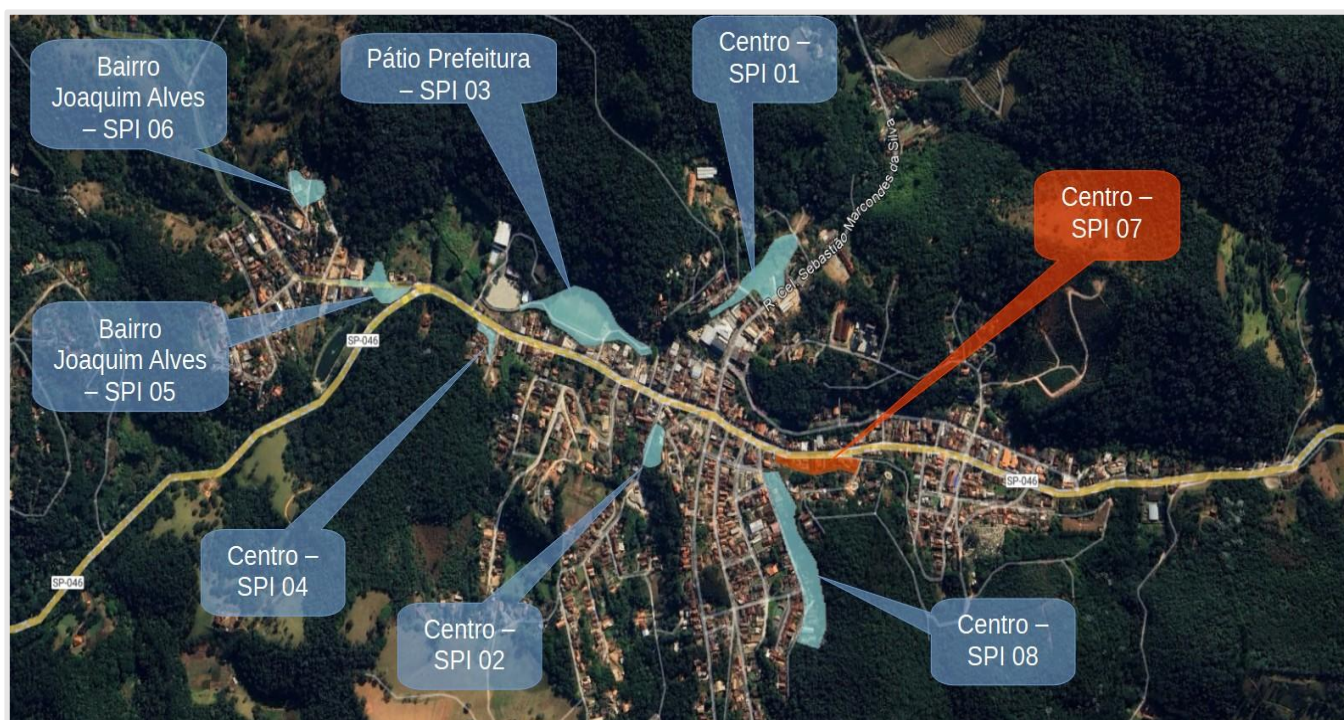 Bairro
Joaquim Alves
– SPI 06
Pátio Prefeitura
– SPI 03
Centro –
SPI 01
R. Cel. Sebastião Marcondes da Silva
Centro –
SPI 07
Bairro
Joaquim Alves
– SPI 05
SP-046
SP-046
SP-046
Centro –
SPI 04
Centro –
SPI 02
Centro –
SPI 08